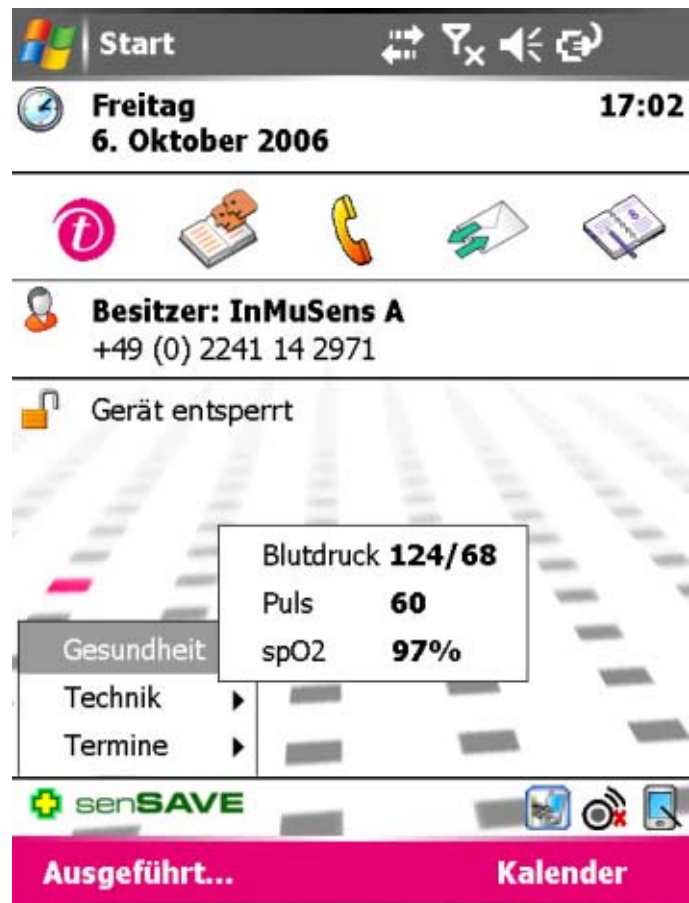 Start
Freitag 17:02
6. Oktober 2006
t
Besitzer: InMuSens A
+49 (0) 2241 14 2971
Gerät entsperrt
Blutdruck 124/68
Puls 60
spO2 97%
Gesundheit
Technik
Termine
senSAVE
Ausgeführt... Kalender